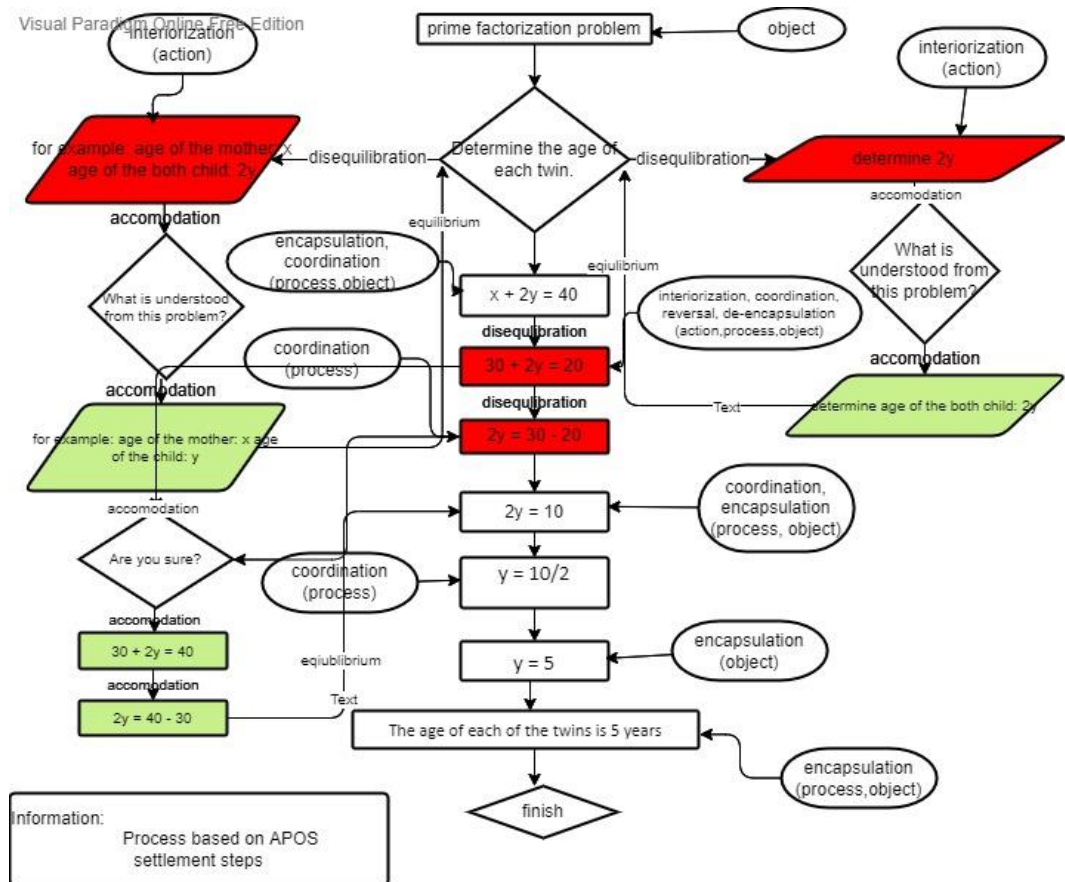 Visual Paradigm Online Free Edition
interiorization
(action)
prime factorization problem
object
interiorization
(action)
for example: age of the mother: x
age of the both child: 2y
disequilibration
Determine the age of
each twin.
disequilibration
determine 2y
accomodation
accomodation
equilibrium
encapsulation,
coordination
(process,object)
What is
understood from
this problem?
eqiulibrium
What is understood
from this problem?
x + 2y = 40
interiorization, coordination,
reversal, de-encapsulation
(action,process,object)
disequlibration
coordination
(process)
30 + 2y = 20
accomodation
accomodation
disequlibration
Text
determine age of the both child: 2y
for example: age of the mother: x age
of the child: y
2y = 30 - 20
accomodation
2y = 10
coordination,
encapsulation
(process, object)
Are you sure?
coordination
(process)
y = 10/2
accomodation
30 + 2y = 40
encapsulation
(object)
eqiublibrium
y = 5
accomodation
Text
2y = 40 - 30
The age of each of the twins is 5 years
encapsulation
(process,object)
finish
Information:
Process based on APOS
settlement steps